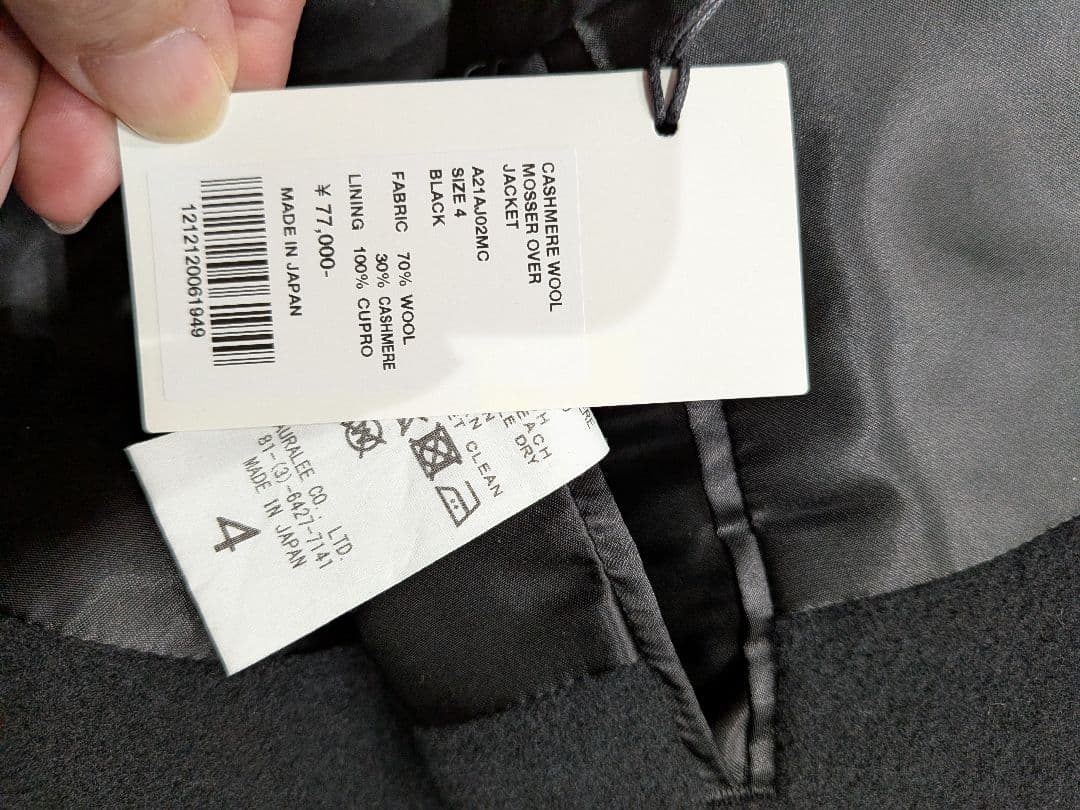 CASHMERE WOOL
MOSSER OVER
JACKET
A21AJ02MC
SIZE 4
BLACK
FABRIC 70% WOOL
30% CASHMERE
LINING 100% CUPRO
¥ 77,000-
MADE IN JAPAN
1212120061949
DRY
CLEAN
AURALEE CO., LTD.
81-(3)-6427-7141
MADE IN JAPAN
4